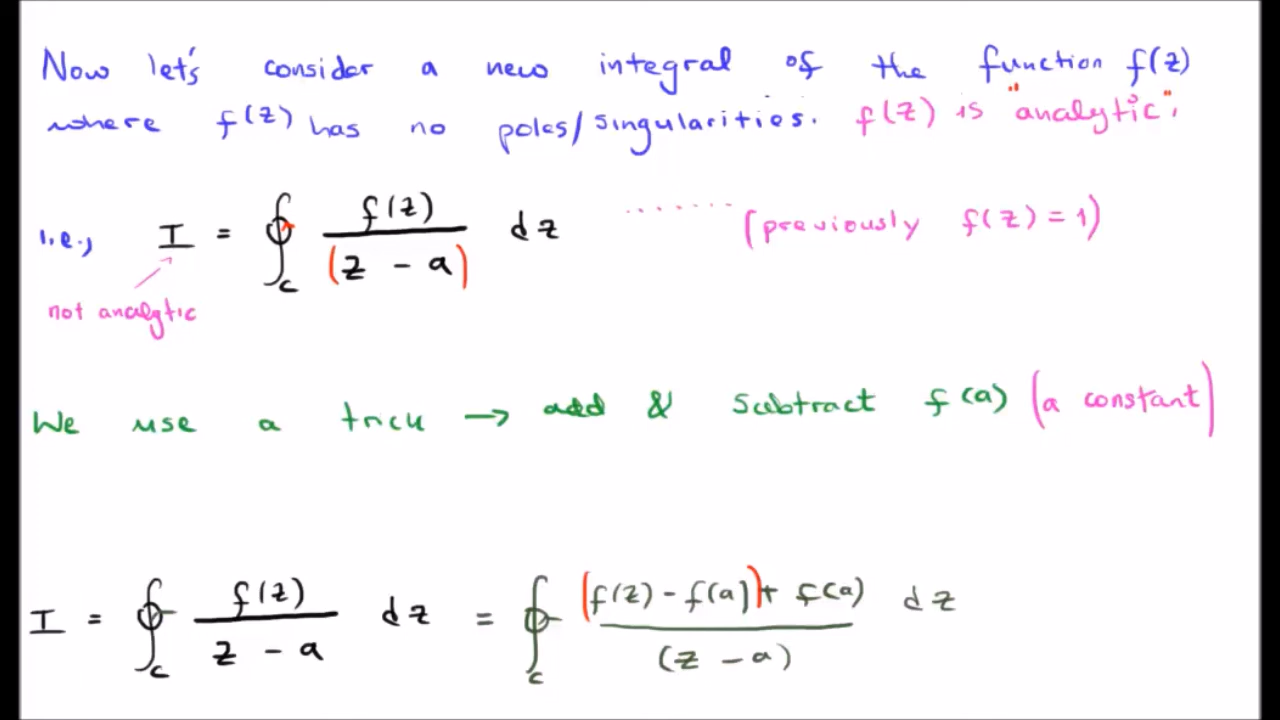 Now let's consider a new integral of the function f(z)
where f(z) has no poles/singularities. f(z) is "analytic".
i.e., I = ∮_c f(z)/(z - a) dz ........ (previously f(z) = 1)
not analytic
We use a trick → add & subtract f(a) (a constant)
I = ∮_c f(z)/z - a dz = ∮_c (f(z) - f(a)) + f(a)/(z - a) dz